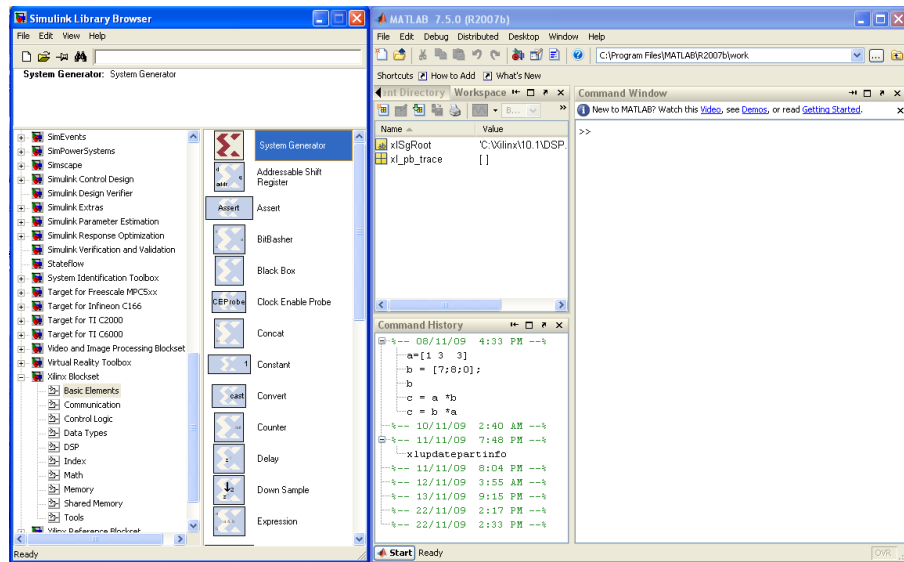 Simulink Library Browser
File Edit View Help
System Generator: System Generator
SimEvents
SimPowerSystems
Simscape
Simulink Control Design
Simulink Design Verifier
Simulink Extras
Simulink Parameter Estimation
Simulink Response Optimization
Simulink Verification and Validation
Stateflow
System Identification Toolbox
Target for Freescale MPC5xx
Target for Infineon C166
Target for TI C2000
Target for TI C6000
Video and Image Processing Blockset
Virtual Reality Toolbox
Xilinx Blockset
Basic Elements
Communication
Control Logic
Data Types
DSP
Index
Math
Memory
Shared Memory
Tools
Xilinx Reference Blockset
System Generator
Addressable Shift
Register
Assert Assert
BitBasher
Black Box
CEProbe Clock Enable Probe
Concat
1 Constant
cast Convert
Counter
Delay
Down Sample
Expression
Ready
MATLAB 7.5.0 (R2007b)
File Edit Debug Distributed Desktop Window Help
C:\Program Files\MATLAB\R2007b\work
Shortcuts How to Add What's New
ent Directory Workspace
B...
Name Value
xlSgRoot 'C:\Xilinx\10.1\DSP.
xl_pb_trace [ ]
Command History
%-- 08/11/09 4:33 PM --%
a=[1 3 3]
b = [7;8;0];
b
c = a *b
c = b *a
%-- 10/11/09 2:40 AM --%
%-- 11/11/09 7:48 PM --%
xlupdatepartinfo
%-- 11/11/09 8:04 PM --%
%-- 12/11/09 3:55 AM --%
%-- 13/11/09 9:15 PM --%
%-- 22/11/09 2:17 PM --%
%-- 22/11/09 2:33 PM --%
Command Window
New to MATLAB? Watch this Video, see Demos, or read Getting Started.
>>
Start Ready
OVR